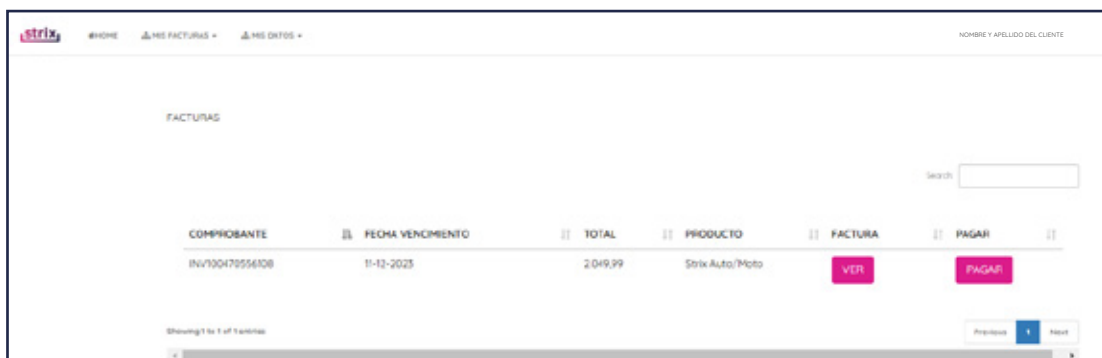 strix
HOME MIS FACTURAS MIS DATOS NOMBRE Y APELLIDO DEL CLIENTE
FACTURAS
Search
COMPROBANTE FECHA VENCIMIENTO TOTAL PRODUCTO FACTURA PAGAR
INV100470556108 11-12-2023 2.049,99 Strix Auto/Moto VER PAGAR
Showing 1 to 1 of 1 entries
Previous 1 Next